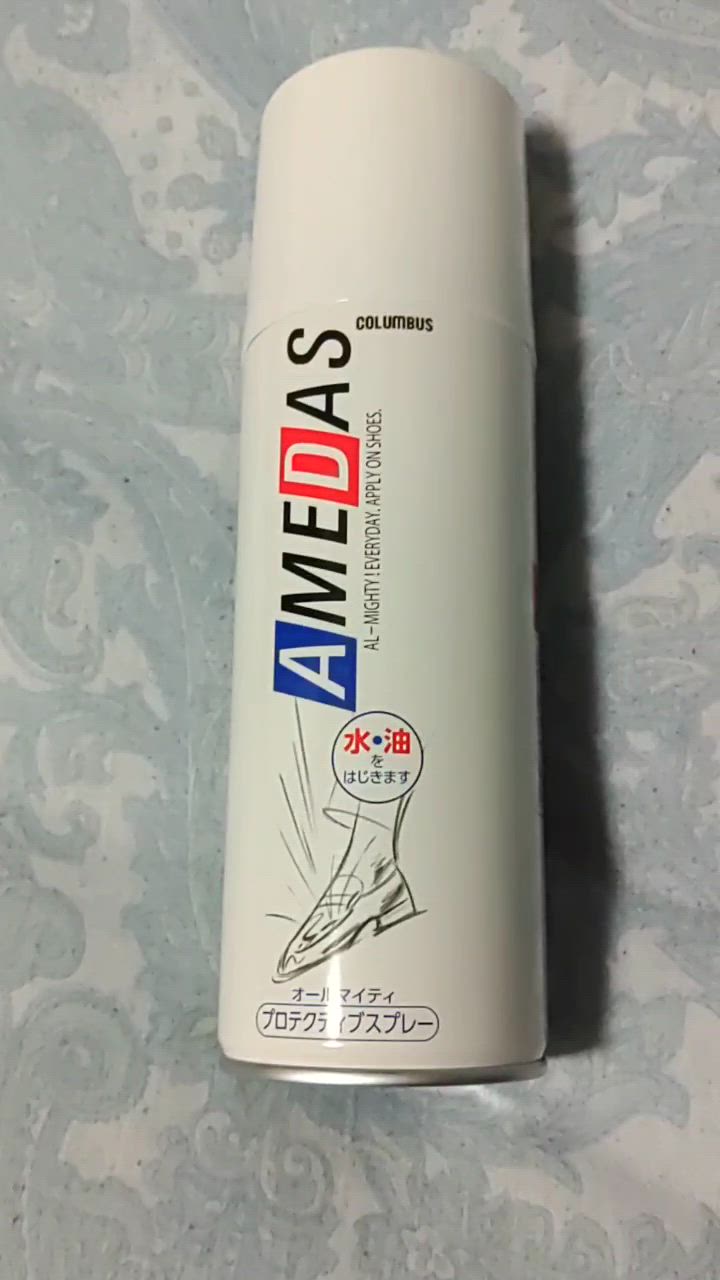 COLUMBUS
AMEDAS
AL-MIGHTY! EVERYDAY. APPLY ON SHOES.
水・油
を
はじきます
オールマイティ
プロテクティブスプレー